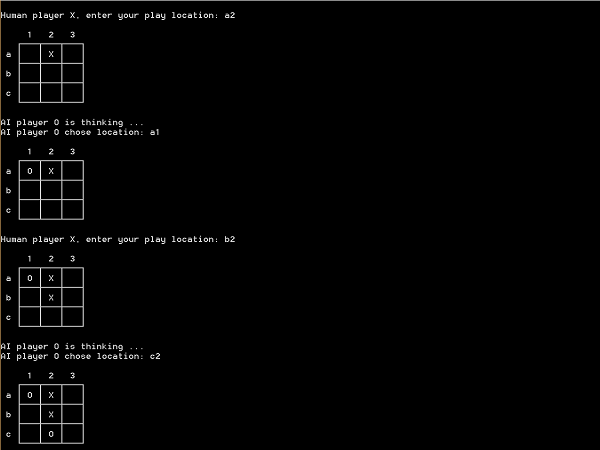 Human player X, enter your play location: a2
1 2 3
a X
b
c
AI player O is thinking ...
AI player O chose location: a1
1 2 3
a O X
b
c
Human player X, enter your play location: b2
1 2 3
a O X
b X
c
AI player O is thinking ...
AI player O chose location: c2
1 2 3
a O X
b X
c O